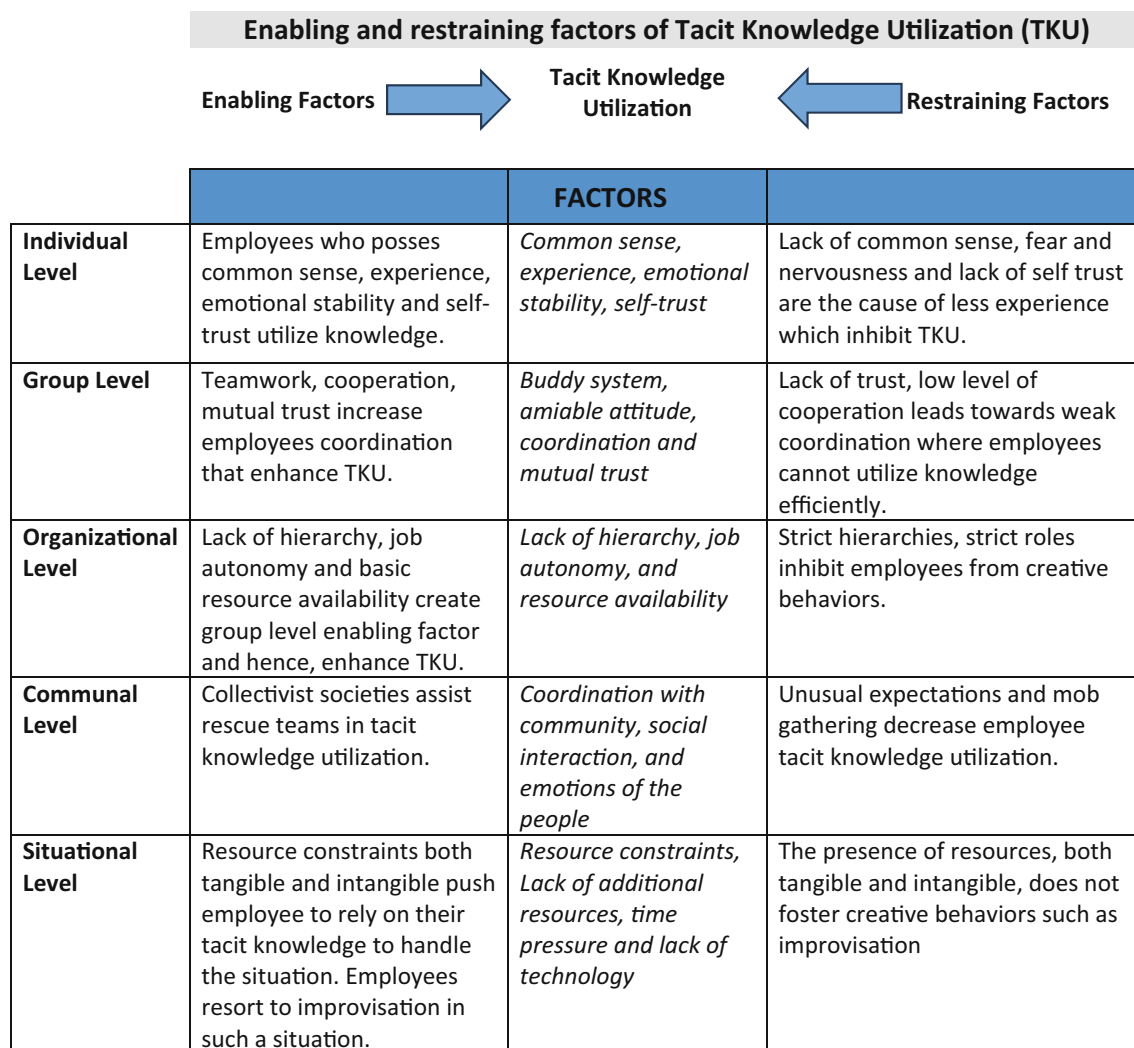 Enabling and restraining factors of Tacit Knowledge Utilization (TKU)
Enabling Factors
Tacit Knowledge
Utilization
Restraining Factors
FACTORS
Individual
Level
Employees who posses
common sense, experience,
emotional stability and self-
trust utilize knowledge.
Common sense,
experience, emotional
stability, self-trust
Lack of common sense, fear and
nervousness and lack of self trust
are the cause of less experience
which inhibit TKU.
Group Level
Teamwork, cooperation,
mutual trust increase
employees coordination
that enhance TKU.
Buddy system,
amiable attitude,
coordination and
mutual trust
Lack of trust, low level of
cooperation leads towards weak
coordination where employees
cannot utilize knowledge
efficiently.
Organizational
Level
Lack of hierarchy, job
autonomy and basic
resource availability create
group level enabling factor
and hence, enhance TKU.
Lack of hierarchy, job
autonomy, and
resource availability
Strict hierarchies, strict roles
inhibit employees from creative
behaviors.
Communal
Level
Collectivist societies assist
rescue teams in tacit
knowledge utilization.
Coordination with
community, social
interaction, and
emotions of the
people
Unusual expectations and mob
gathering decrease employee
tacit knowledge utilization.
Situational
Level
Resource constraints both
tangible and intangible push
employee to rely on their
tacit knowledge to handle
the situation. Employees
resort to improvisation in
such a situation.
Resource constraints,
Lack of additional
resources, time
pressure and lack of
technology
The presence of resources, both
tangible and intangible, does not
foster creative behaviors such as
improvisation